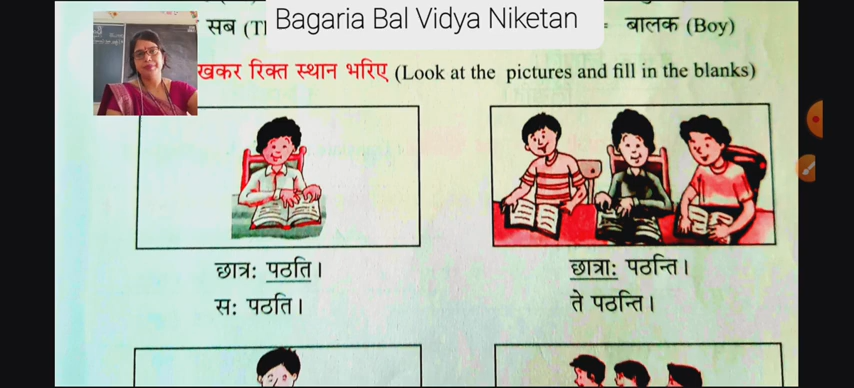 Bagaria Bal Vidya Niketan
सब (T
बालक (Boy)
खकर रिक्त स्थान भरिए (Look at the pictures and fill in the blanks)
छात्र: पठति।
छात्रा: पठन्ति।
स: पठति।
ते पठन्ति।